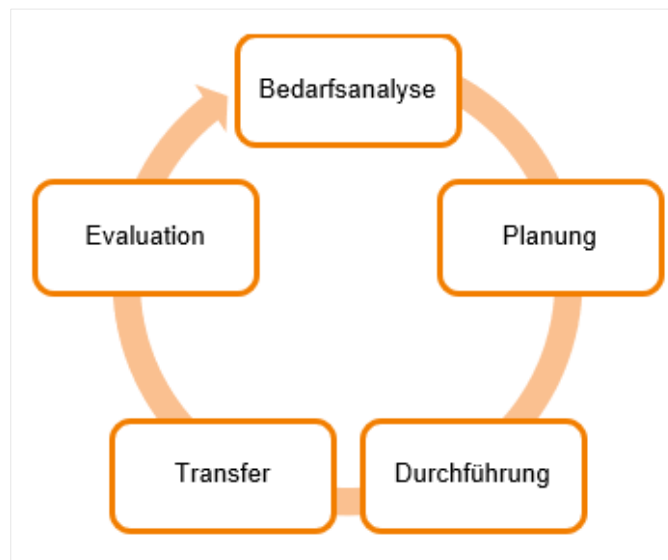 Bedarfsanalyse
Planung
Durchführung
Transfer
Evaluation